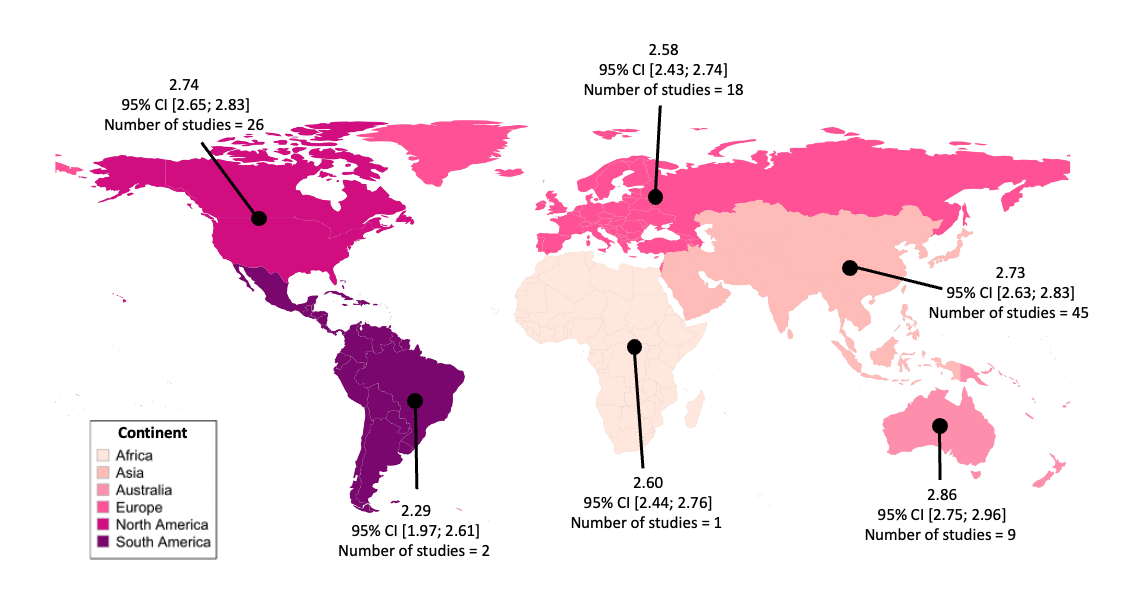 2.58
95% CI [2.43; 2.74]
Number of studies = 18
2.74
95% CI [2.65; 2.83]
Number of studies = 26
2.73
95% CI [2.63; 2.83]
Number of studies = 45
Continent
Africa
Asia
Australia
Europe
North America
South America
2.29
95% CI [1.97; 2.61]
Number of studies = 2
2.60
95% CI [2.44; 2.76]
Number of studies = 1
2.86
95% CI [2.75; 2.96]
Number of studies = 9